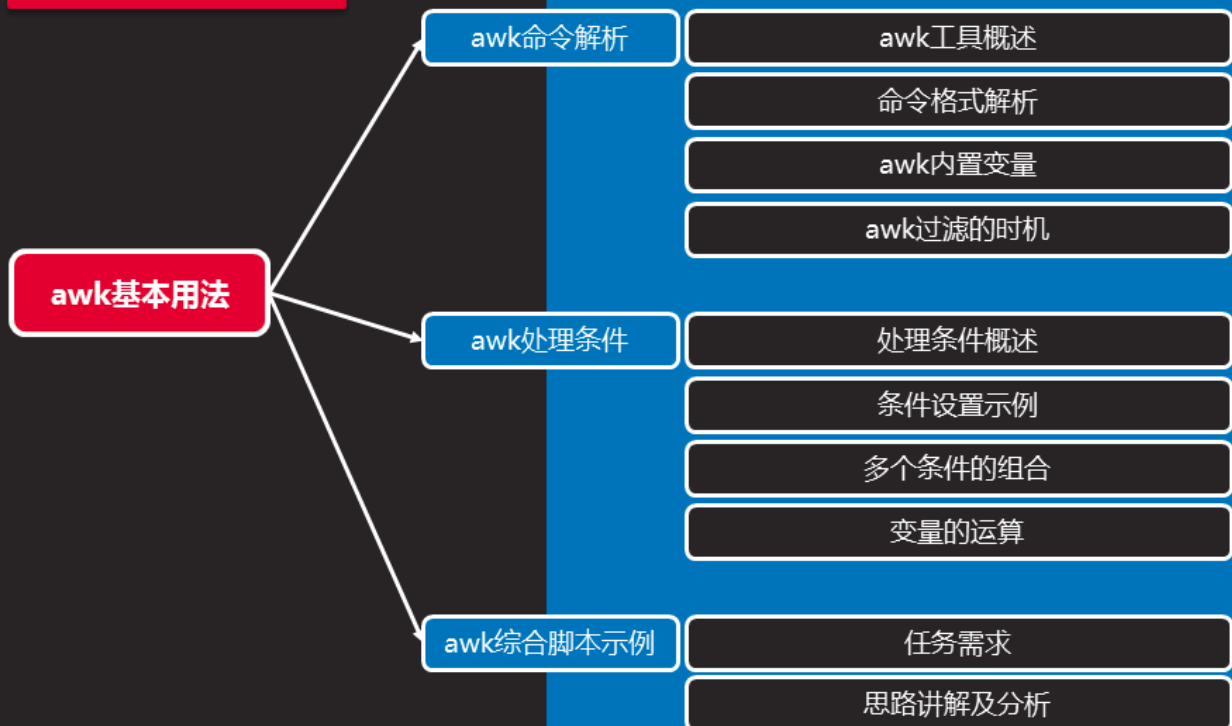 awk基本用法
awk命令解析
awk工具概述
命令格式解析
awk内置变量
awk过滤的时机
awk处理条件
处理条件概述
条件设置示例
多个条件的组合
变量的运算
awk综合脚本示例
任务需求
思路讲解及分析